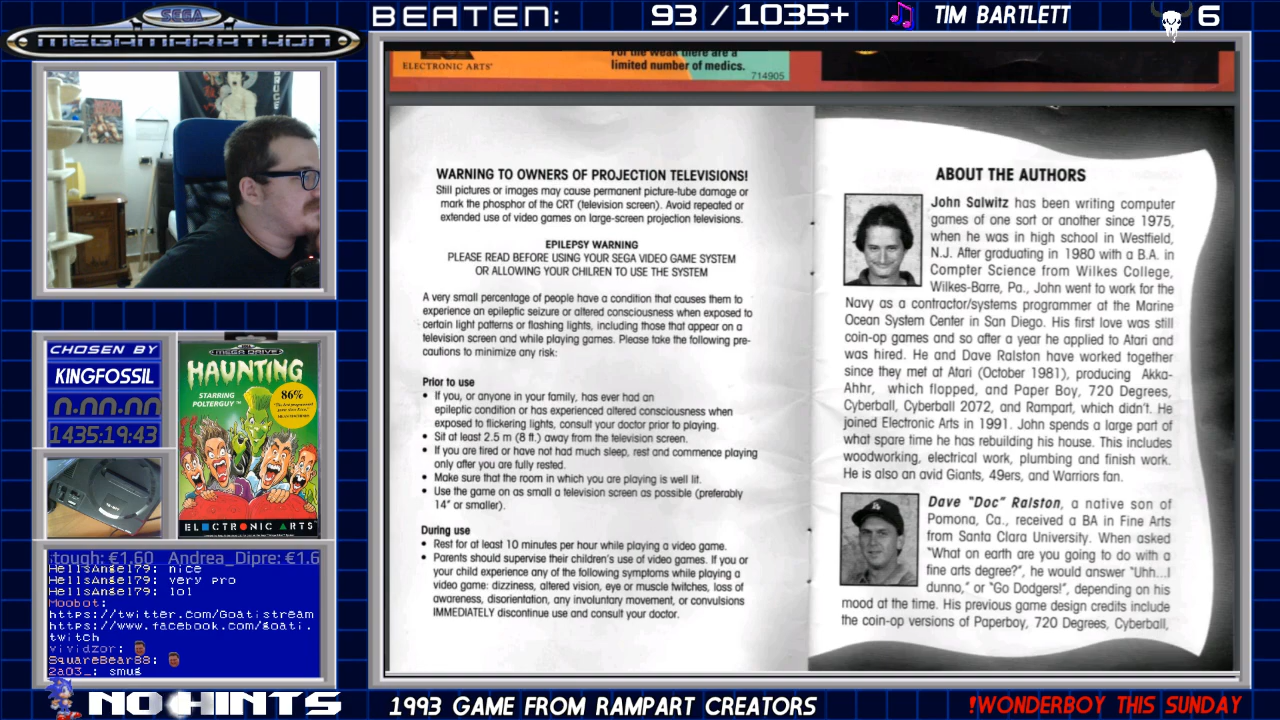 SEGA
MEGAMARATHON
BEATEN: 93 / 1035+
TIM BARTLETT
6
For the weak there are a
limited number of medics.
ELECTRONIC ARTS
714905
WARNING TO OWNERS OF PROJECTION TELEVISIONS!
Still pictures or images may cause permanent picture-tube damage or
mark the phosphor of the CRT (television screen). Avoid repeated or
extended use of video games on large-screen projection televisions.
EPILEPSY WARNING
PLEASE READ BEFORE USING YOUR SEGA VIDEO GAME SYSTEM
OR ALLOWING YOUR CHILREN TO USE THE SYSTEM
A very small percentage of people have a condition that causes them to
experience an epileptic seizure or altered consciousness when exposed to
certain light patterns or flashing lights, including those that appear on a
television screen and while playing games. Please take the following pre-
cautions to minimize any risk:
Prior to use
• If you, or anyone in your family, has ever had an
epileptic condition or has experienced altered consciousness when
exposed to flickering lights, consult your doctor prior to playing.
• Sit at least 2.5 m (8 ft.) away from the television screen.
• If you are tired or have not had much sleep, rest and commence playing
only after you are fully rested.
• Make sure that the room in which you are playing is well lit.
• Use the game on as small a television screen as possible (preferably
14" or smaller).
During use
• Rest for at least 10 minutes per hour while playing a video game.
• Parents should supervise their children's use of video games. If you or
your child experience any of the following symptoms while playing a
video game: dizziness, altered vision, eye or muscle twitches, loss of
awareness, disorientation, any involuntary movement, or convulsions
IMMEDIATELY discontinue use and consult your doctor.
ABOUT THE AUTHORS
John Salwitz has been writing computer
games of one sort or another since 1975,
when he was in high school in Westfield,
N.J. After graduating in 1980 with a B.A. in
Compter Science from Wilkes College,
Wilkes-Barre, Pa., John went to work for the
Navy as a contractor/systems programmer at the Marine
Ocean System Center in San Diego. His first love was still
coin-op games and so after a year he applied to Atari and
was hired. He and Dave Ralston have worked together
since they met at Atari (October 1981), producing Akka-
Ahhr, which flopped, and Paper Boy, 720 Degrees,
Cyberball, Cyberball 2072, and Rampart, which didn't. He
joined Electronic Arts in 1991. John spends a large part of
what spare time he has rebuilding his house. This includes
woodworking, electrical work, plumbing and finish work.
He is also an avid Giants, 49ers, and Warriors fan.
Dave "Doc" Ralston, a native son of
Pomona, Ca., received a BA in Fine Arts
from Santa Clara University. When asked
"What on earth are you going to do with a
fine arts degree?", he would answer "Uhh...I
dunno," or "Go Dodgers!", depending on his
mood at the time. His previous game design credits include
the coin-op versions of Paperboy, 720 Degrees, Cyberball,
CHOSEN BY
KINGFOSSIL
0.00.00
1435:19:43
MEGA DRIVE
HAUNTING
STARRING
POLTERGUY
86%
ELECTRONIC ARTS
tough: €1.60 Andrea_Dipre: €1.6
HellsAngel79: nice
HellsAngel79: very pro
HellsAngel79: lol
Moobot:
https://twitter.com/Goatistream
https://www.facebook.com/goati.
twitch
vividzor:
SquareBear88:
2a03_: smug
NO HINTS
1993 GAME FROM RAMPART CREATORS
!WONDERBOY THIS SUNDAY